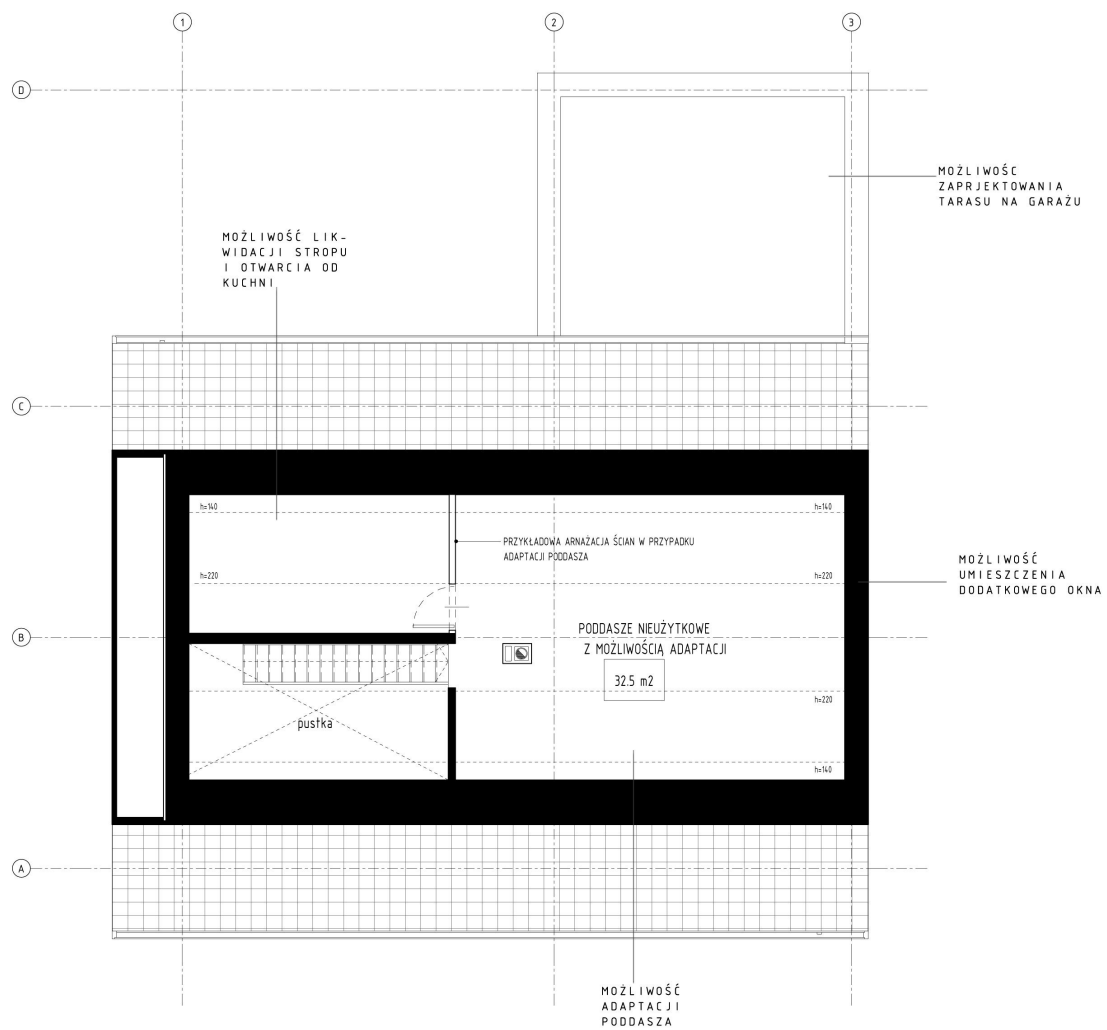 1
2
3
D
MOŻLIWOŚC
ZAPRJEKTOWANIA
TARASU NA GARAŻU
MOŻLIWOŚĆ LIK-
WIDACJI STROPU
I OTWARCIA OD
KUCHNI
C
h=140
h=140
PRZYKŁADOWA ARNAŻACJA ŚCIAN W PRZYPADKU
ADAPTACJI PODDASZA
h=220
h=220
MOŻLIWOŚĆ
UMIESZCZENIA
DODATKOWEGO OKNA
B
PODDASZE NIEUŻYTKOWE
Z MOŻLIWOŚCIĄ ADAPTACJI
32.5 m2
h=220
pustka
h=140
A
MOŻLIWOŚĆ
ADAPTACJI
PODDASZA